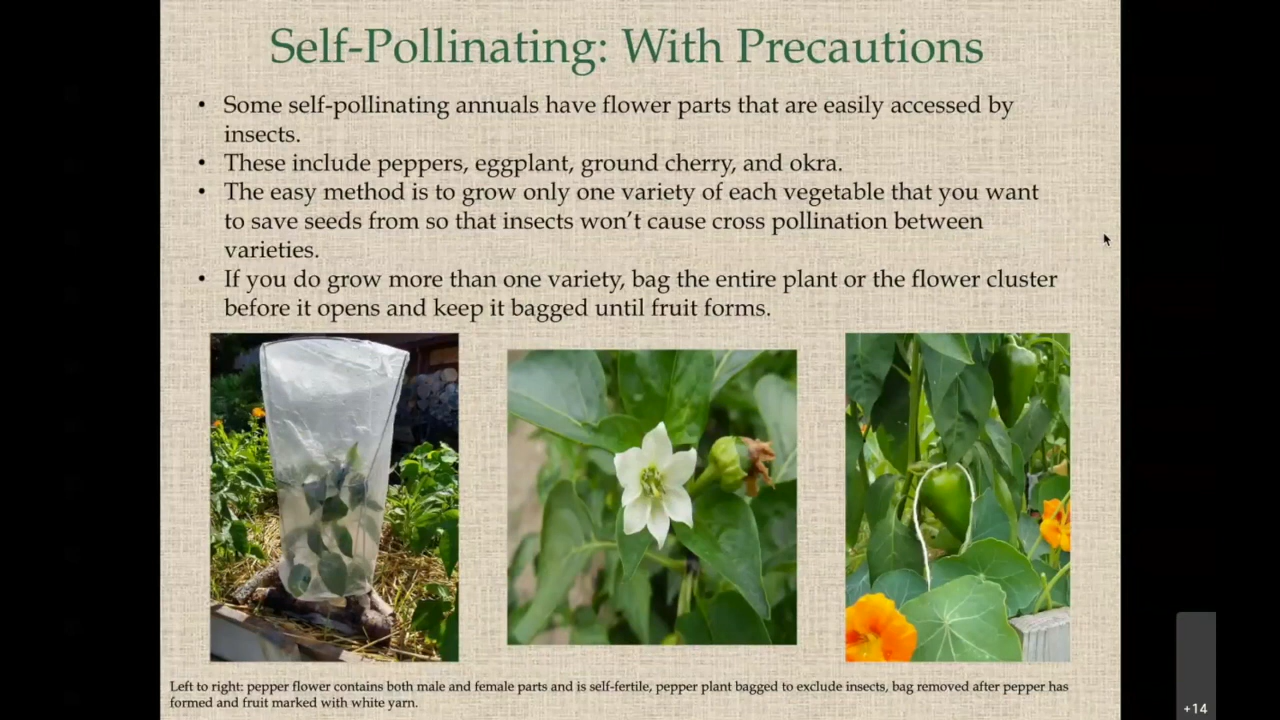 Self-Pollinating: With Precautions
• Some self-pollinating annuals have flower parts that are easily accessed by
insects.
• These include peppers, eggplant, ground cherry, and okra.
• The easy method is to grow only one variety of each vegetable that you want
to save seeds from so that insects won’t cause cross pollination between
varieties.
• If you do grow more than one variety, bag the entire plant or the flower cluster
before it opens and keep it bagged until fruit forms.
Left to right: pepper flower contains both male and female parts and is self-fertile, pepper plant bagged to exclude insects, bag removed after pepper has
formed and fruit marked with white yarn.
+14